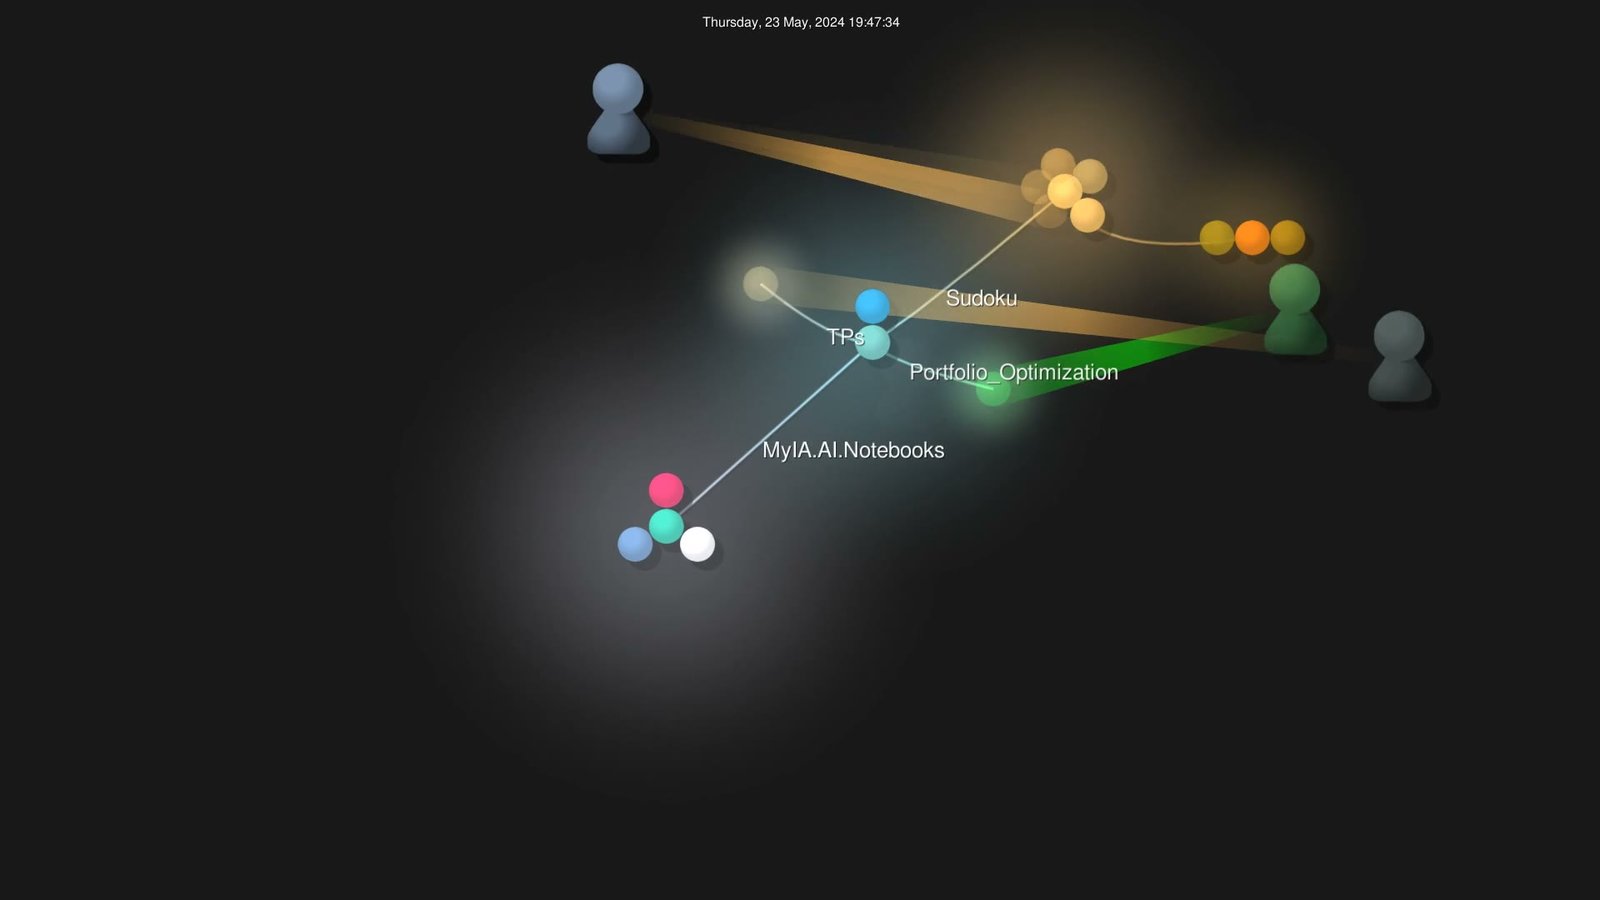 Thursday, 23 May, 2024 19:47:34
Sudoku
TPs
Portfolio_Optimization
MyIA.AI.Notebooks